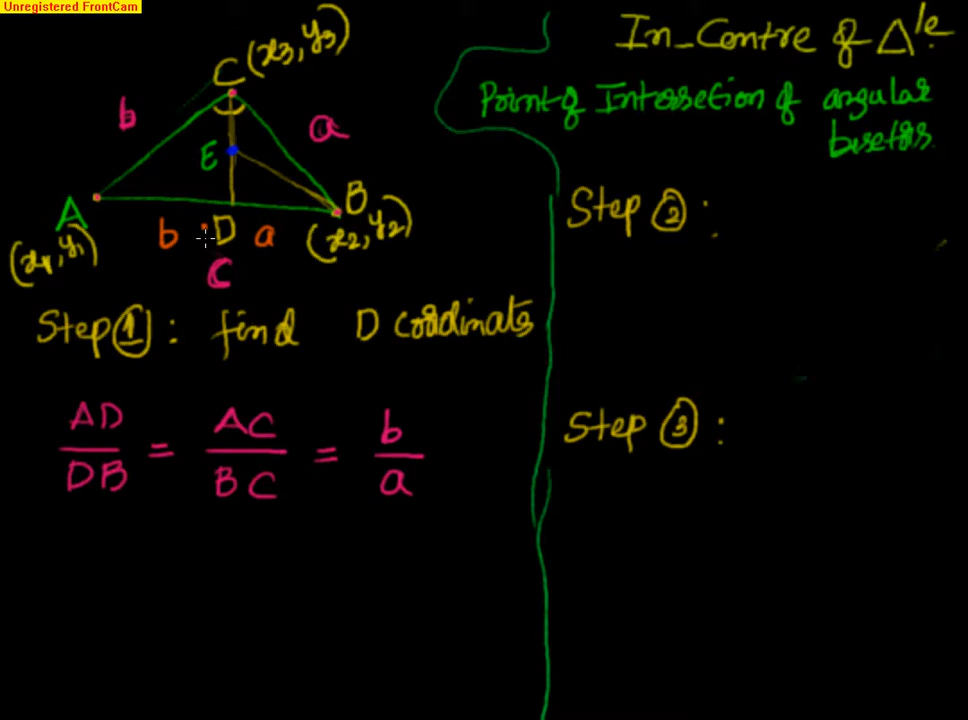 Unregistered FrontCam
In-Centre of Δle
Point of Intersection of angular
bisectors
C (x3, y3)
b
a
E
A
B
(x1, y1)
b D a
(x2, y2)
C
Step ① : find D coordinates
AD/DB = AC/BC = b/a
Step ② :
Step ③ :